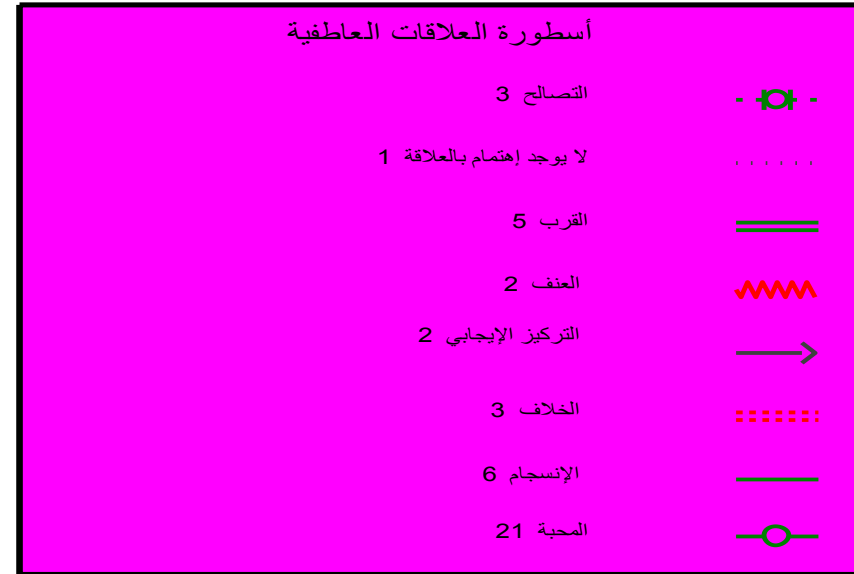 أسطورة العلاقات العاطفية
التصالح 3
لا يوجد إهتمام بالعلاقة 1
القرب 5
العنف 2
التركيز الإيجابي 2
الخلاف 3
الإنسجام 6
المحبة 21